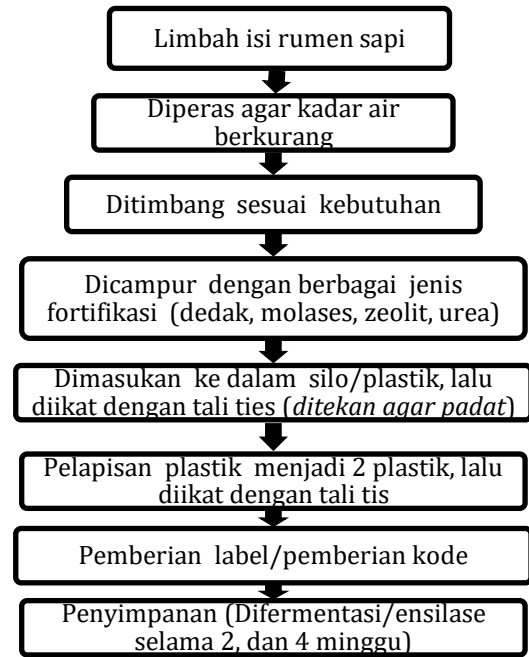 Limbah isi rumen sapi
Diperas agar kadar air
berkurang
Ditimbang sesuai kebutuhan
Dicampur dengan berbagai jenis
fortifikasi (dedak, molases, zeolit, urea)
Dimasukan ke dalam silo/plastik, lalu
diikat dengan tali ties (ditekan agar padat)
Pelapisan plastik menjadi 2 plastik, lalu
diikat dengan tali tis
Pemberian label/pemberian kode
Penyimpanan (Difermentasi/ensilase
selama 2, dan 4 minggu)